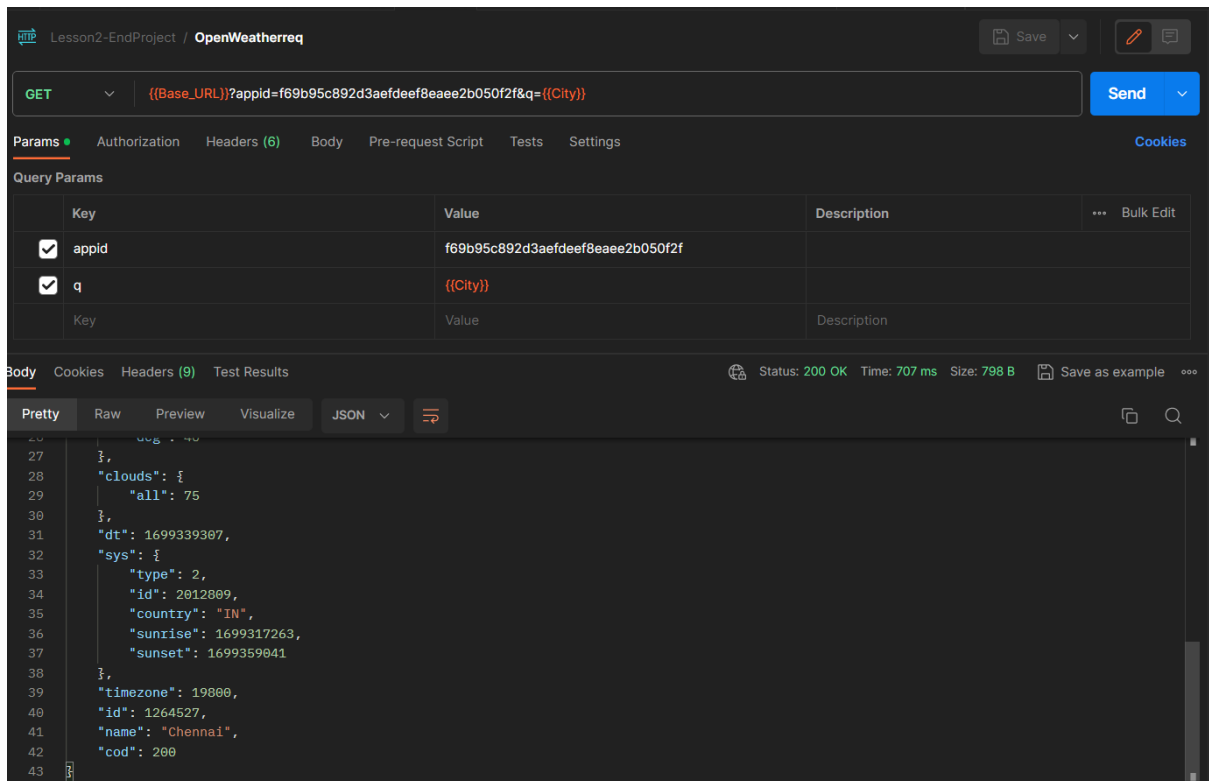 HTTP Lesson2-EndProject / OpenWeatherreq Save
GET {{Base_URL}}?appid=f69b95c892d3aefdeef8eaee2b050f2f&q={{City}} Send
Params Authorization Headers (6) Body Pre-request Script Tests Settings Cookies
Query Params
Key Value Description ••• Bulk Edit
appid f69b95c892d3aefdeef8eaee2b050f2f
q {{City}}
Key Value Description
Body Cookies Headers (9) Test Results Status: 200 OK Time: 707 ms Size: 798 B Save as example
Pretty Raw Preview Visualize JSON
27 },
28 "clouds": {
29 "all": 75
30 },
31 "dt": 1699339307,
32 "sys": {
33 "type": 2,
34 "id": 2012809,
35 "country": "IN",
36 "sunrise": 1699317263,
37 "sunset": 1699359041
38 },
39 "timezone": 19800,
40 "id": 1264527,
41 "name": "Chennai",
42 "cod": 200
43 }